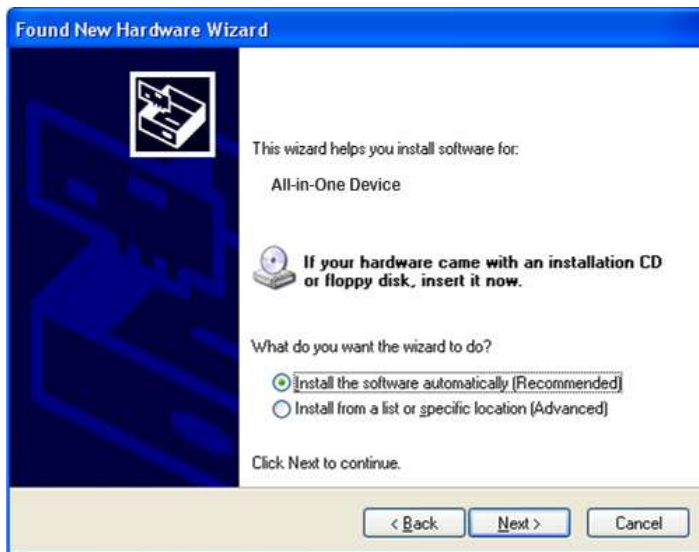 Found New Hardware Wizard
This wizard helps you install software for:
All-in-One Device
If your hardware came with an installation CD
or floppy disk, insert it now.
What do you want the wizard to do?
Install the software automatically (Recommended)
Install from a list or specific location (Advanced)
Click Next to continue.
< Back
Next >
Cancel